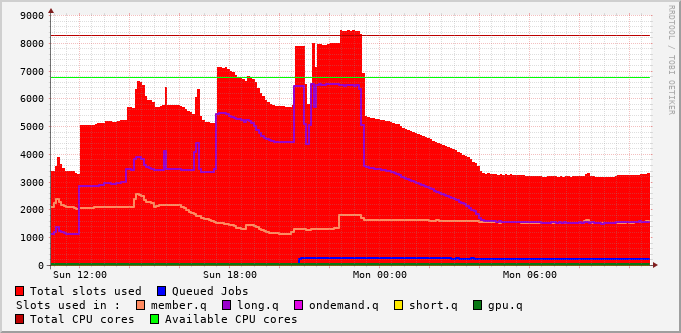 9000
8000
7000
6000
5000
4000
3000
2000
1000
0
Sun 12:00 Sun 18:00 Mon 00:00 Mon 06:00
Total slots used Queued Jobs
Slots used in : member.q long.q ondemand.q short.q gpu.q
Total CPU cores Available CPU cores
RRDTOOL / TOBI OETIKER